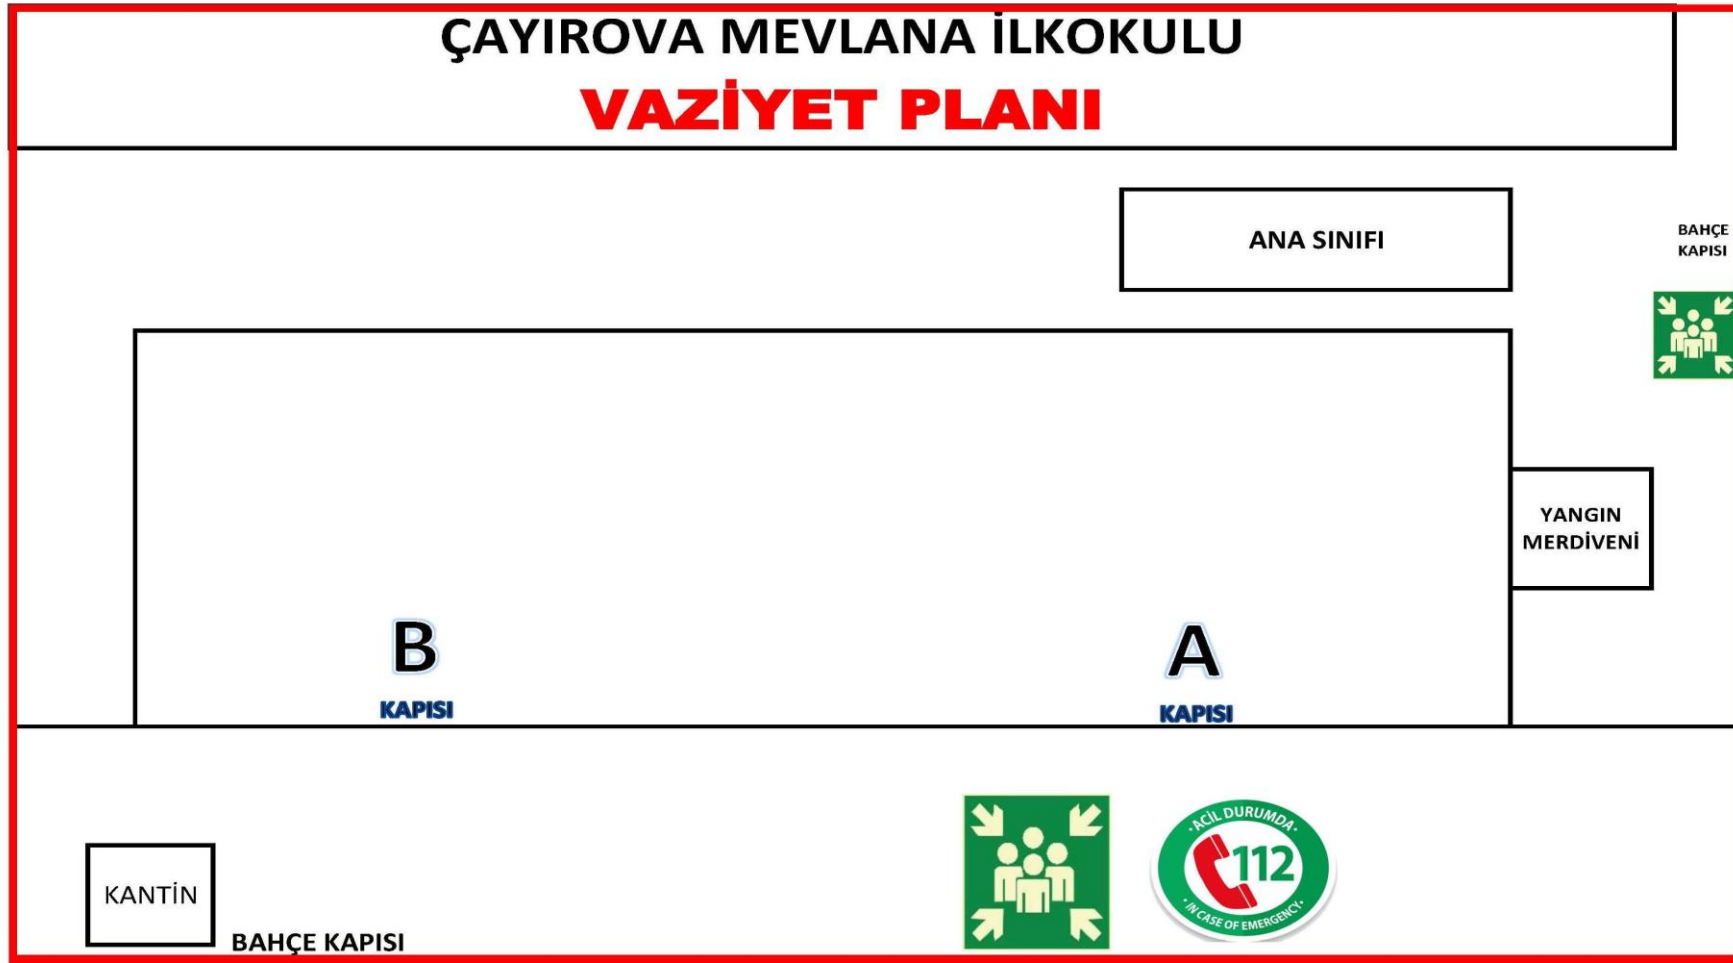 ÇAYIROVA MEVLANA İLKOKULU
VAZİYET PLANI
ANA SINIFI
BAHÇE
KAPISI
YANGIN
MERDİVENİ
B
KAPISI
A
KAPISI
KANTİN
BAHÇE KAPISI
·ACİL DURUMDA·
112
·IN CASE OF EMERGENCY·